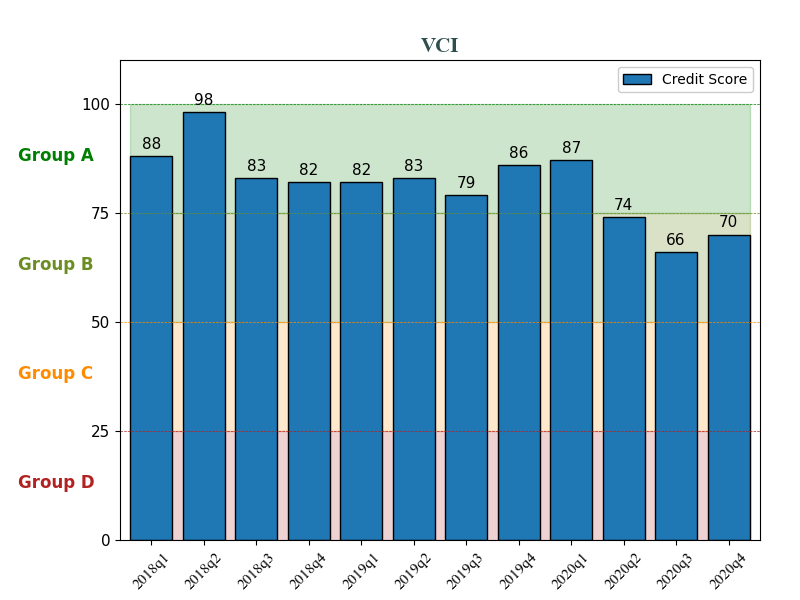 VCI
Credit Score
100
75
50
25
0
Group A
Group B
Group C
Group D
88
98
83
82
82
83
79
86
87
74
66
70
2018q1
2018q2
2018q3
2018q4
2019q1
2019q2
2019q3
2019q4
2020q1
2020q2
2020q3
2020q4